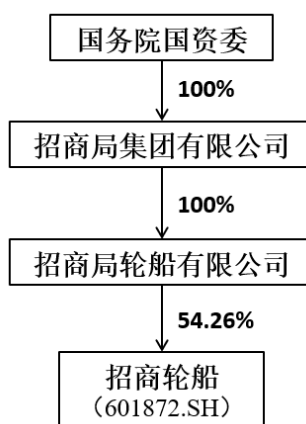 国务院国资委
100%
招商局集团有限公司
100%
招商局轮船有限公司
54.26%
招商轮船
（601872.SH）